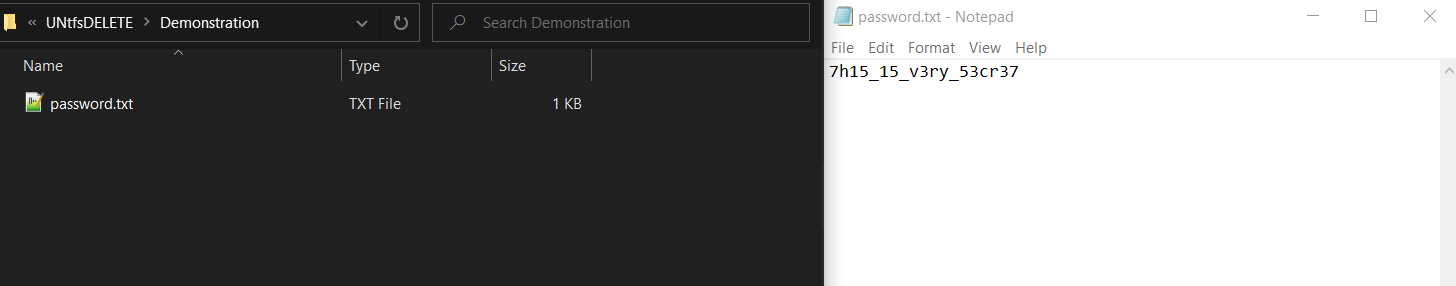 « UNtfsDELETE > Demonstration
Search Demonstration
Name Type Size
password.txt TXT File 1 KB
password.txt - Notepad
File Edit Format View Help
7h15_15_v3ry_53cr37